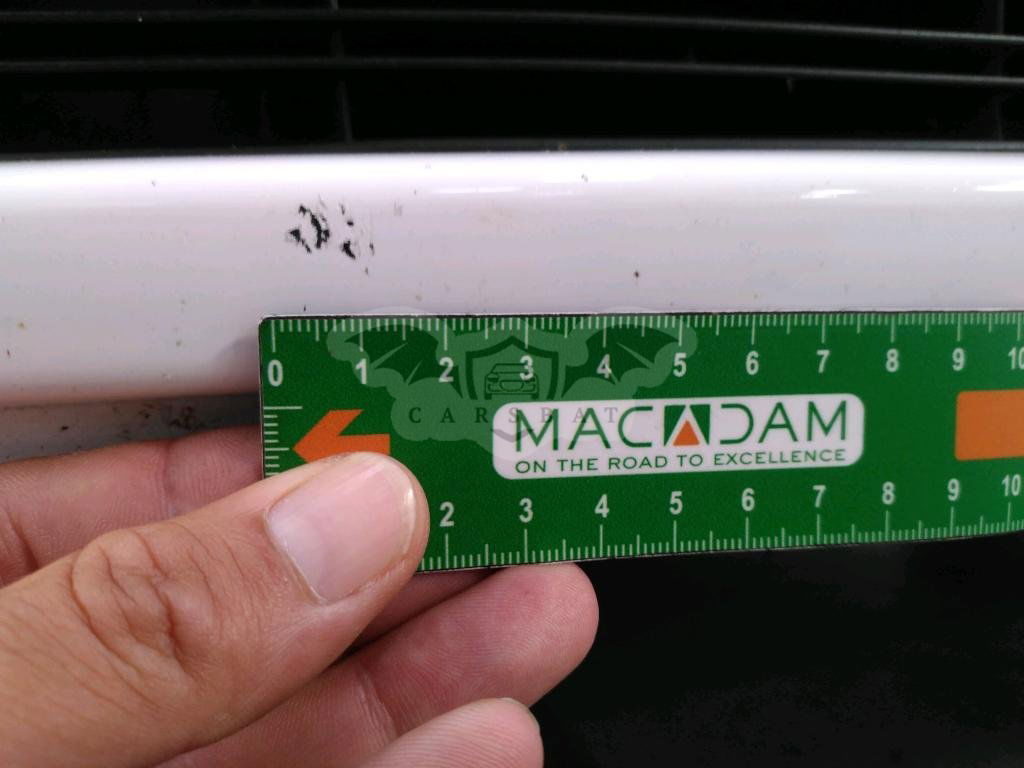 0 1 2 3 4 5 6 7 8 9 10
CARSBAT
MACADAM
ON THE ROAD TO EXCELLENCE
2 3 4 5 6 7 8 9 10